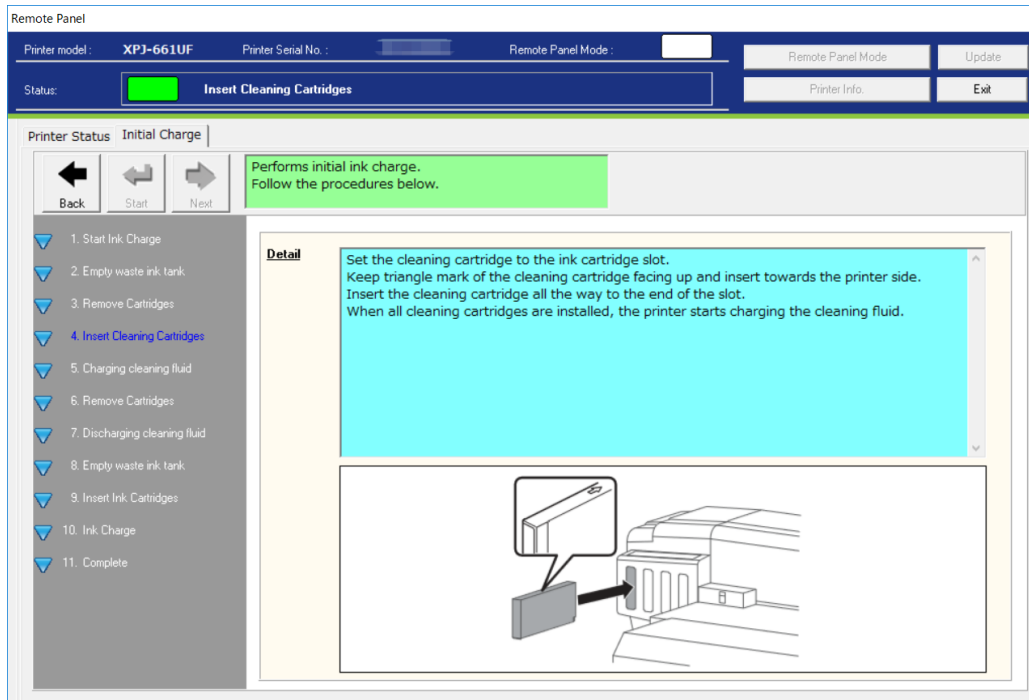 Remote Panel
Printer model : XPJ-661UF Printer Serial No. : Remote Panel Mode :
Remote Panel Mode Update
Status: Insert Cleaning Cartridges
Printer Info. Exit
Printer Status Initial Charge
Back Start Next
Performs initial ink charge.
Follow the procedures below.
1. Start Ink Charge
2. Empty waste ink tank
3. Remove Cartridges
4. Insert Cleaning Cartridges
5. Charging cleaning fluid
6. Remove Cartridges
7. Discharging cleaning fluid
8. Empty waste ink tank
9. Insert Ink Cartridges
10. Ink Charge
11. Complete
Detail
Set the cleaning cartridge to the ink cartridge slot.
Keep triangle mark of the cleaning cartridge facing up and insert towards the printer side.
Insert the cleaning cartridge all the way to the end of the slot.
When all cleaning cartridges are installed, the printer starts charging the cleaning fluid.